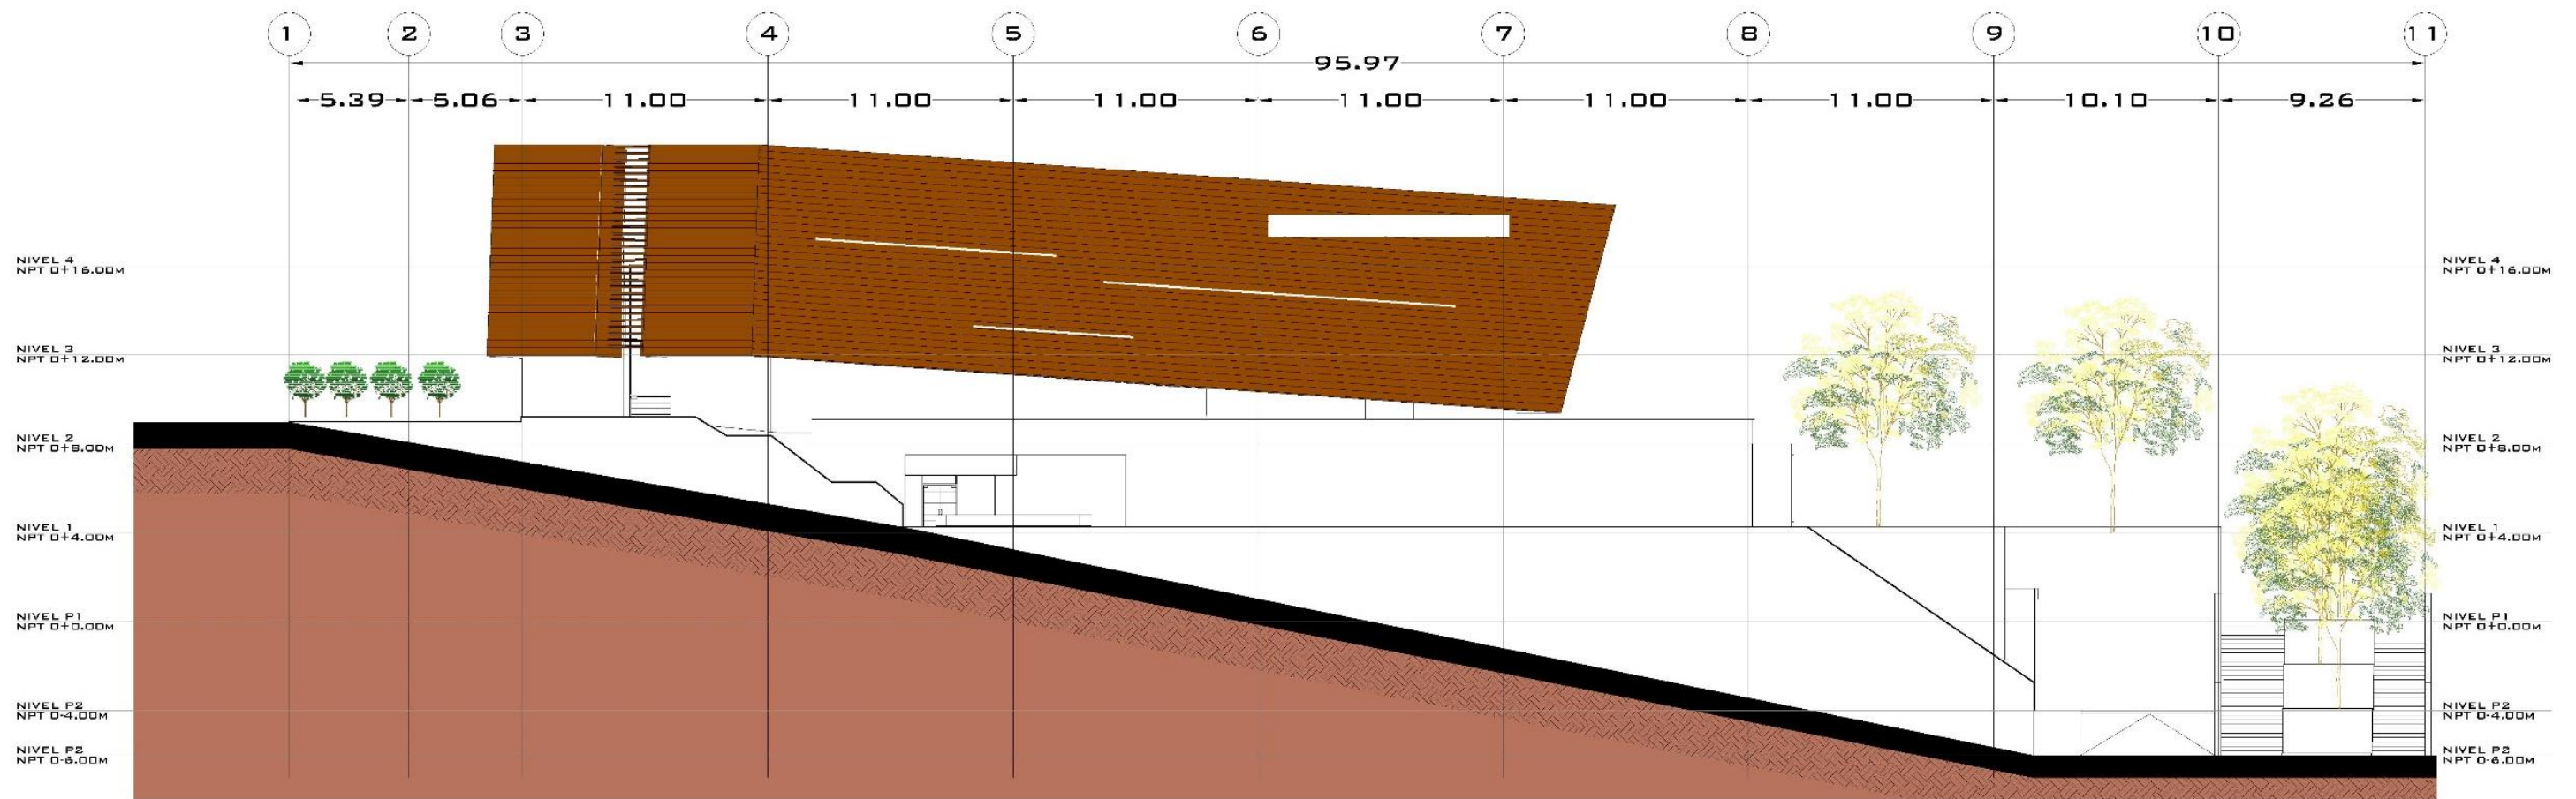 1 2 3 4 5 6 7 8 9 10 11
95.97
5.39 5.06 11.00 11.00 11.00 11.00 11.00 11.00 10.10 9.26
NIVEL 4
NPT 0+16.00M
NIVEL 3
NPT 0+12.00M
NIVEL 2
NPT 0+8.00M
NIVEL 1
NPT 0+4.00M
NIVEL P1
NPT 0+0.00M
NIVEL P2
NPT 0-4.00M
NIVEL P2
NPT 0-6.00M
NIVEL 4
NPT 0+16.00M
NIVEL 3
NPT 0+12.00M
NIVEL 2
NPT 0+8.00M
NIVEL 1
NPT 0+4.00M
NIVEL P1
NPT 0+0.00M
NIVEL P2
NPT 0-4.00M
NIVEL P2
NPT 0-6.00M